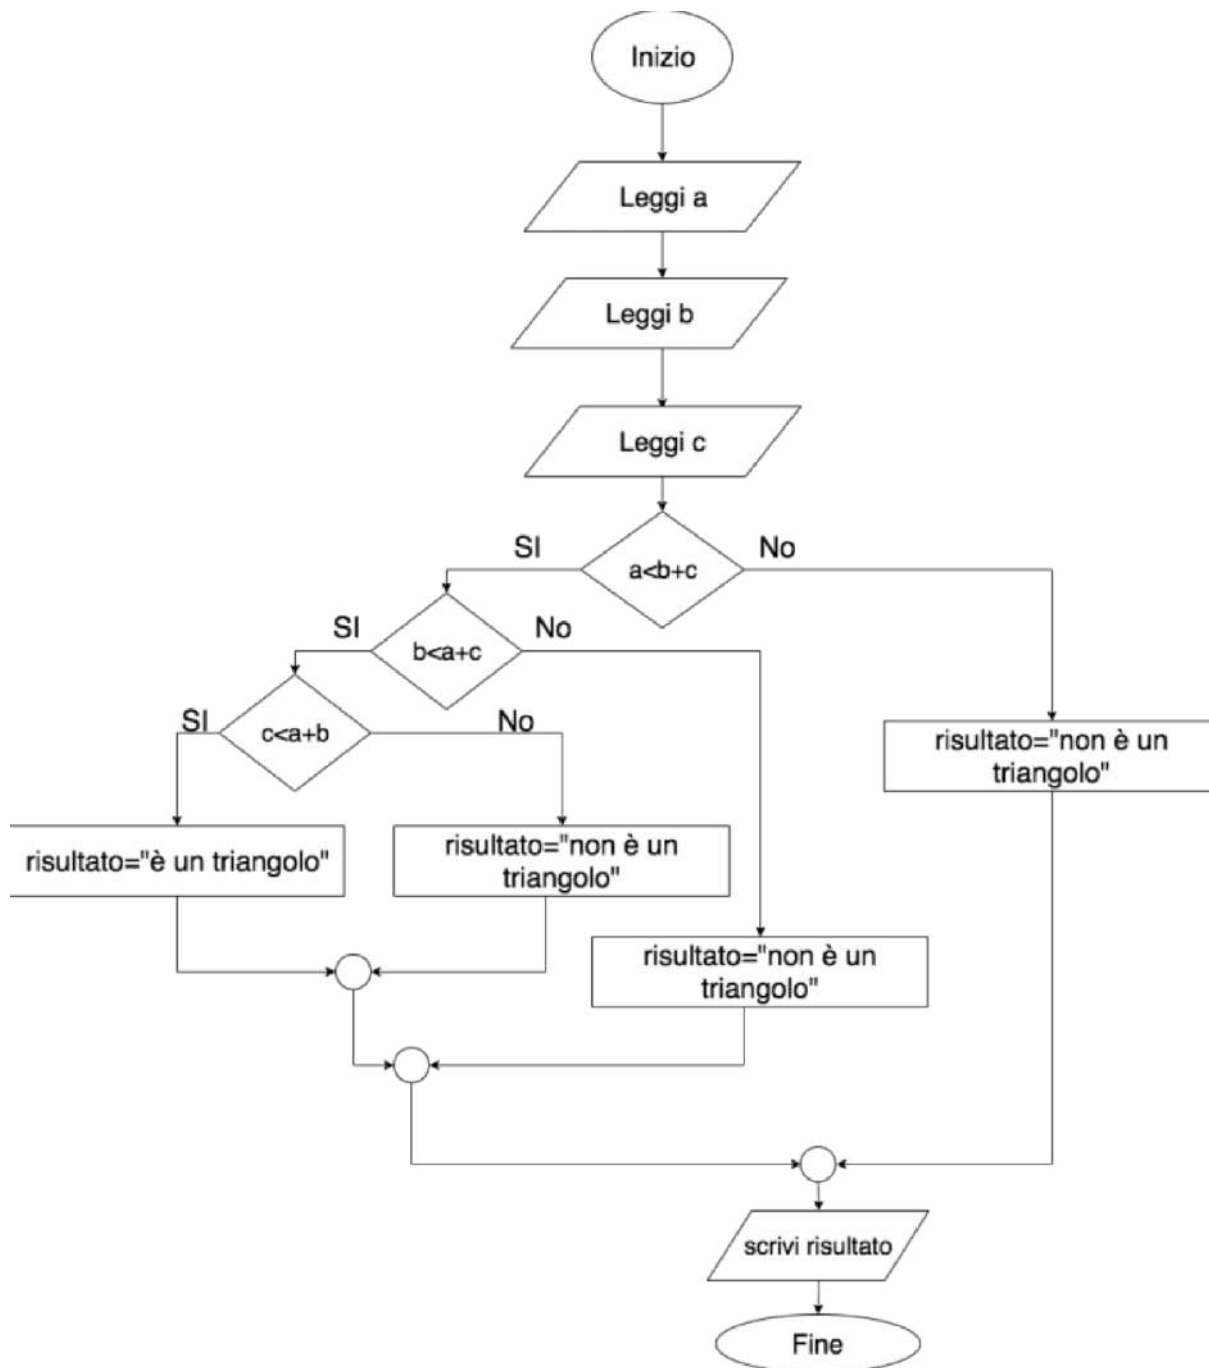 Inizio
Leggi a
Leggi b
Leggi c
SI
a<b+c
No
SI
b<a+c
No
SI
c<a+b
No
risultato="non è un
triangolo"
risultato="è un triangolo"
risultato="non è un
triangolo"
risultato="non è un
triangolo"
scrivi risultato
Fine